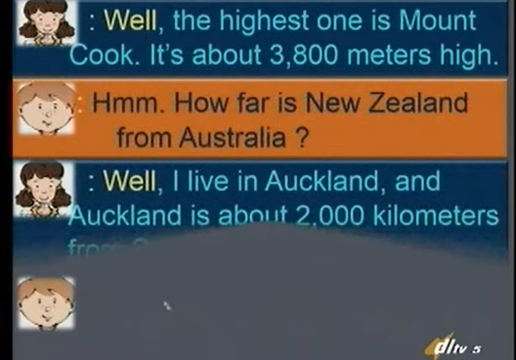 : Well, the highest one is Mount
Cook. It's about 3,800 meters high.
: Hmm. How far is New Zealand
from Australia ?
: Well, I live in Auckland, and
Auckland is about 2,000 kilometers
from
dltv 5